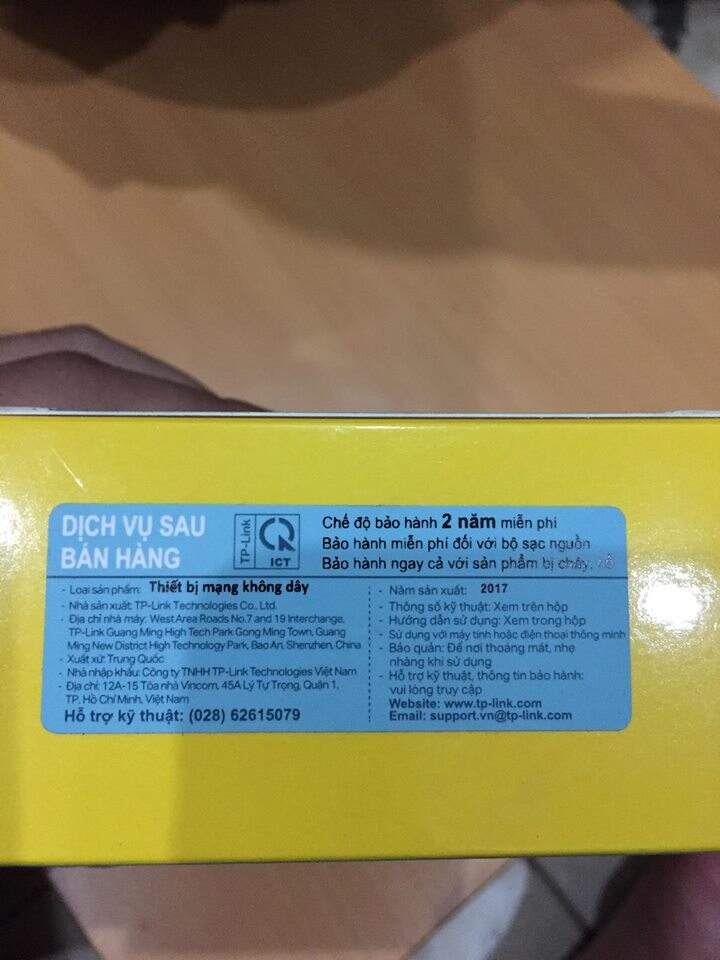 DỊCH VỤ SAU
BÁN HÀNG
TP-Link
ICT
Chế độ bảo hành 2 năm miễn phí
Bảo hành miễn phí đối với bộ sạc nguồn
Bảo hành ngay cả với sản phẩm bị cháy, nổ
- Loại sản phẩm: Thiết bị mạng không dây
- Nhà sản xuất: TP-Link Technologies Co., Ltd.
- Địa chỉ nhà máy: West Area Roads No.7 and 19 Interchange,
TP-Link Guang Ming High Tech Park Gong Ming Town, Guang
Ming New District High Technology Park, Bao An, Shenzhen, China
- Xuất xứ: Trung Quốc
- Nhà nhập khẩu: Công ty TNHH TP-Link Technologies Việt Nam
- Địa chỉ: 12A-15 Tòa nhà Vincom, 45A Lý Tự Trọng, Quận 1,
TP. Hồ Chí Minh, Việt Nam
Hỗ trợ kỹ thuật: (028) 62615079
- Năm sản xuất: 2017
- Thông số kỹ thuật: Xem trên hộp
- Hướng dẫn sử dụng: Xem trong hộp
- Sử dụng với máy tính hoặc điện thoại thông minh
- Bảo quản: Để nơi thoáng mát, nhẹ
nhàng khi sử dụng
- Hỗ trợ kỹ thuật, thông tin bảo hành:
vui lòng truy cập
Website: www.tp-link.com
Email: support.vn@tp-link.com